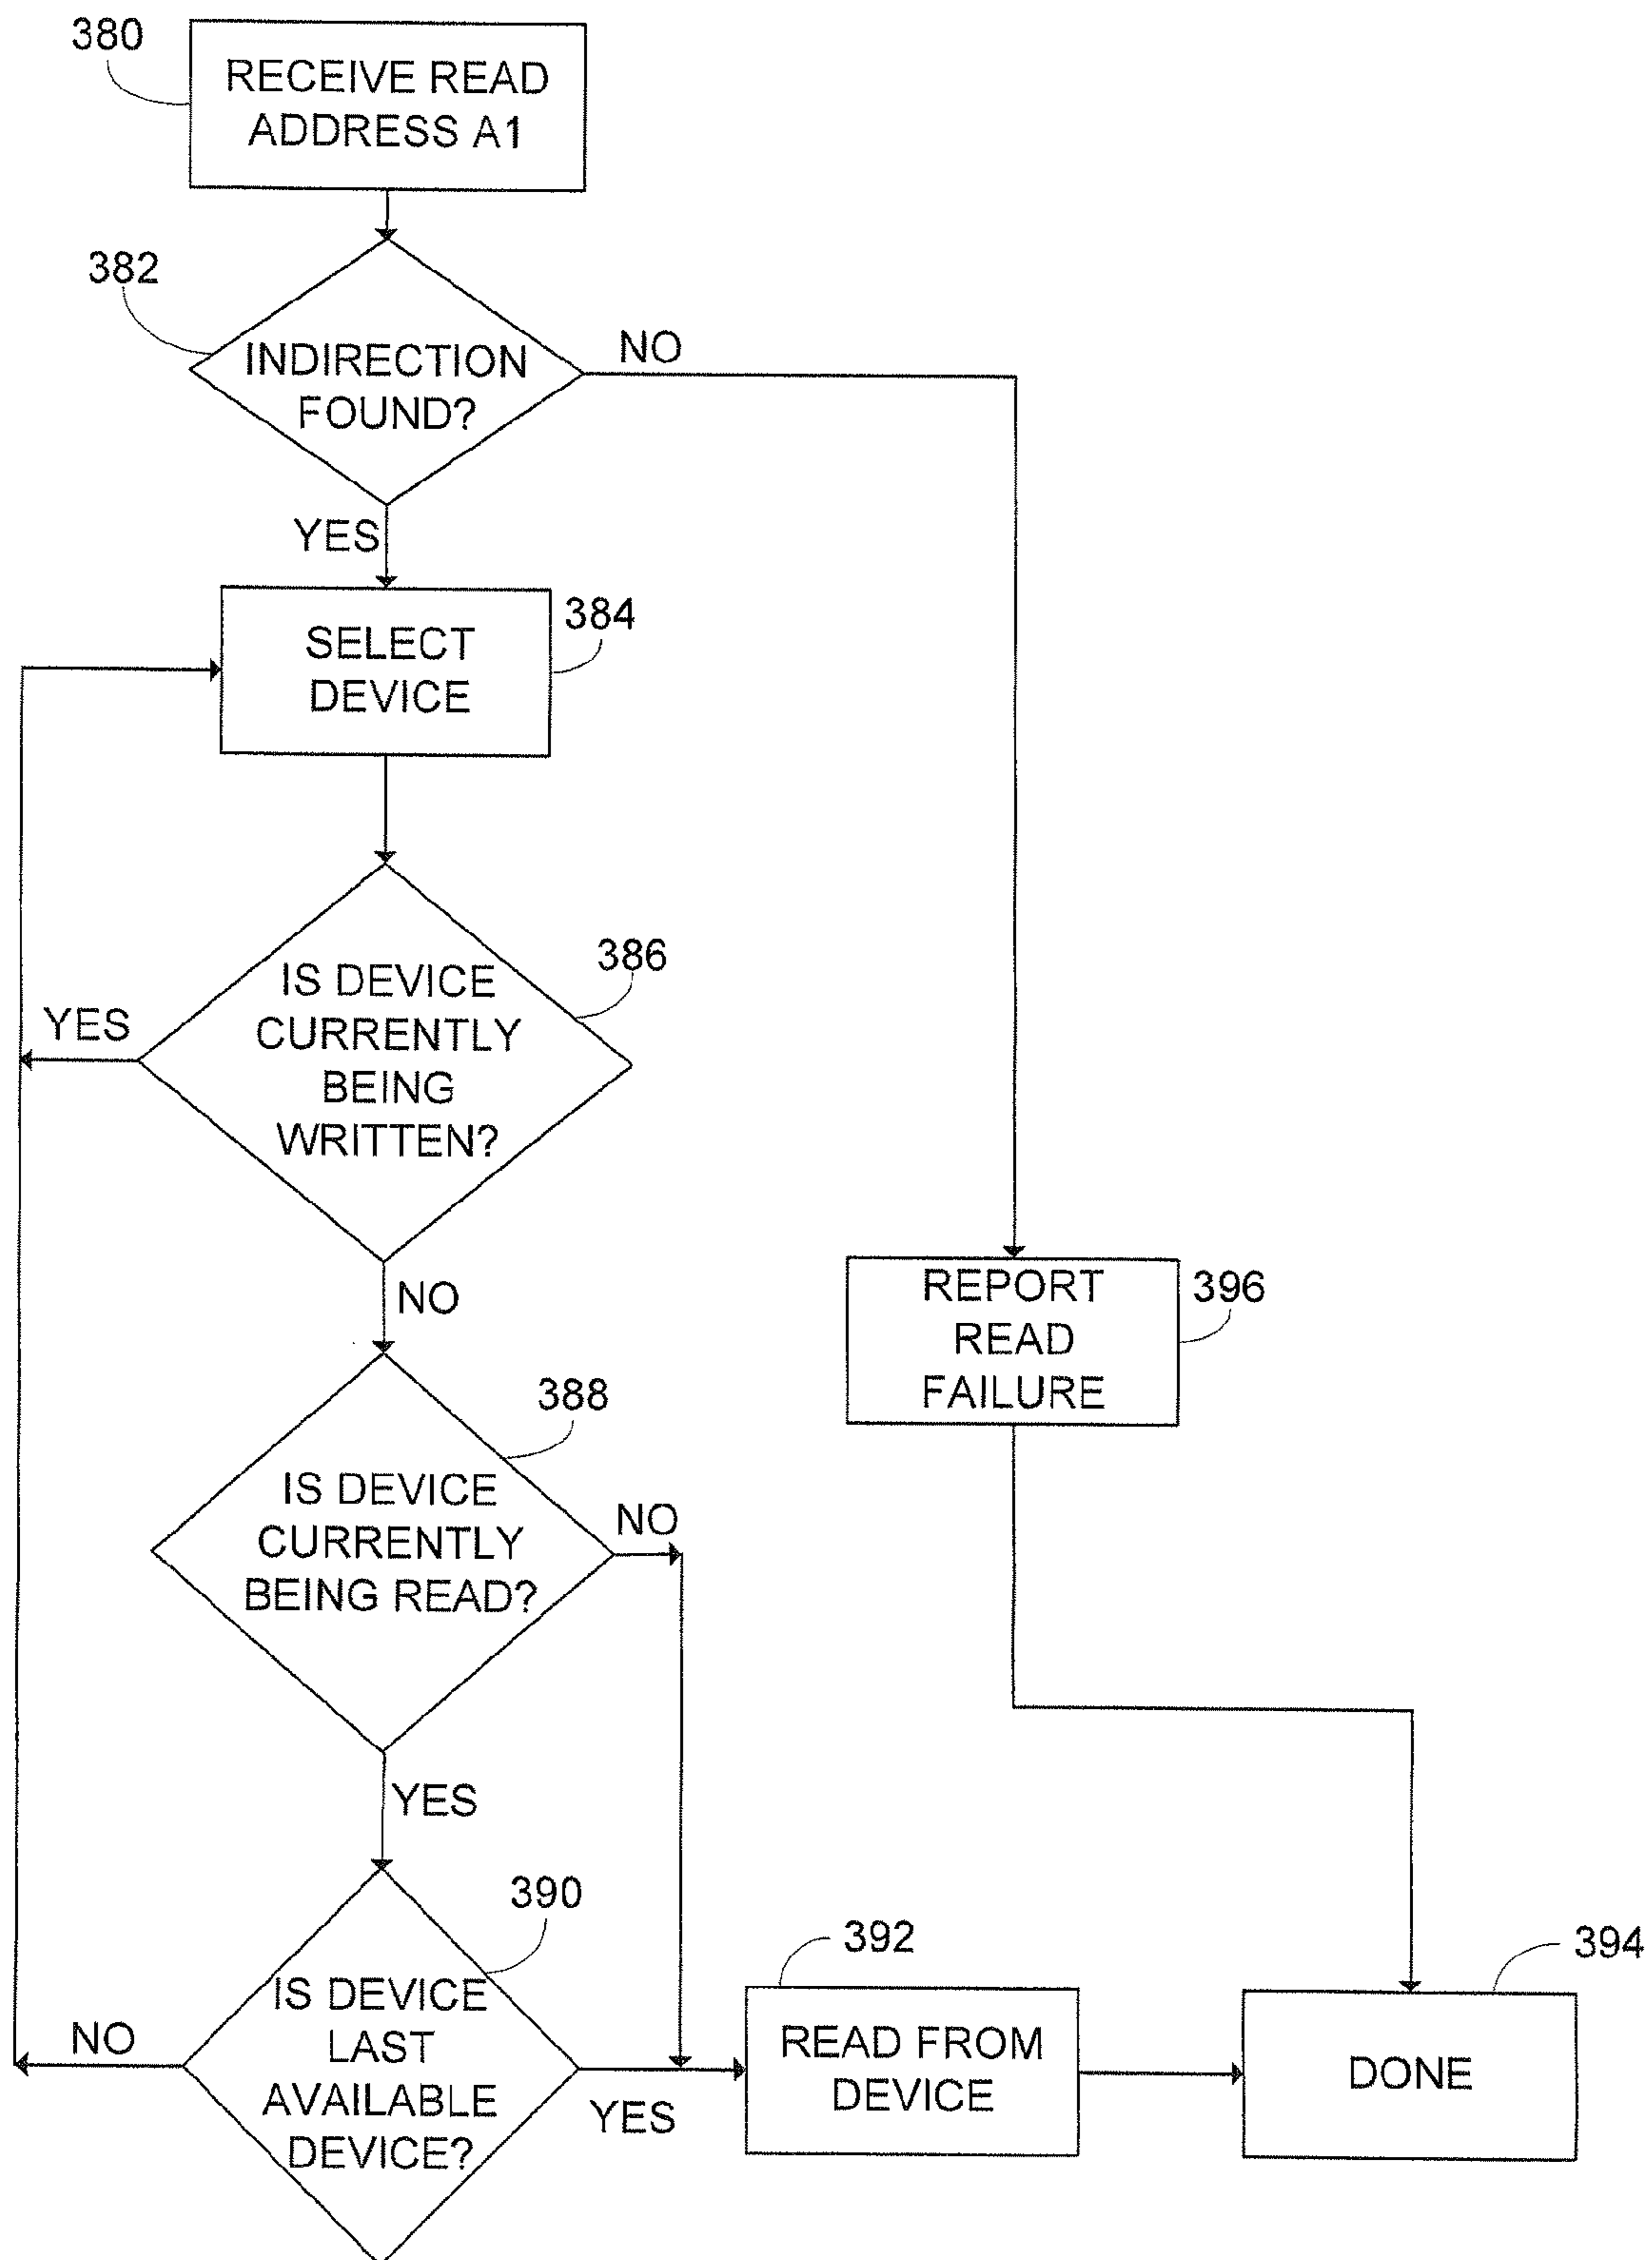 380
RECEIVE READ
ADDRESS A1
382
INDIRECTION
FOUND?
NO
YES
384
SELECT
DEVICE
386
IS DEVICE
CURRENTLY
BEING
WRITTEN?
YES
NO
396
REPORT
READ
FAILURE
388
IS DEVICE
CURRENTLY
BEING READ?
NO
YES
390
IS DEVICE
LAST
AVAILABLE
DEVICE?
NO
YES
392
READ FROM
DEVICE
394
DONE